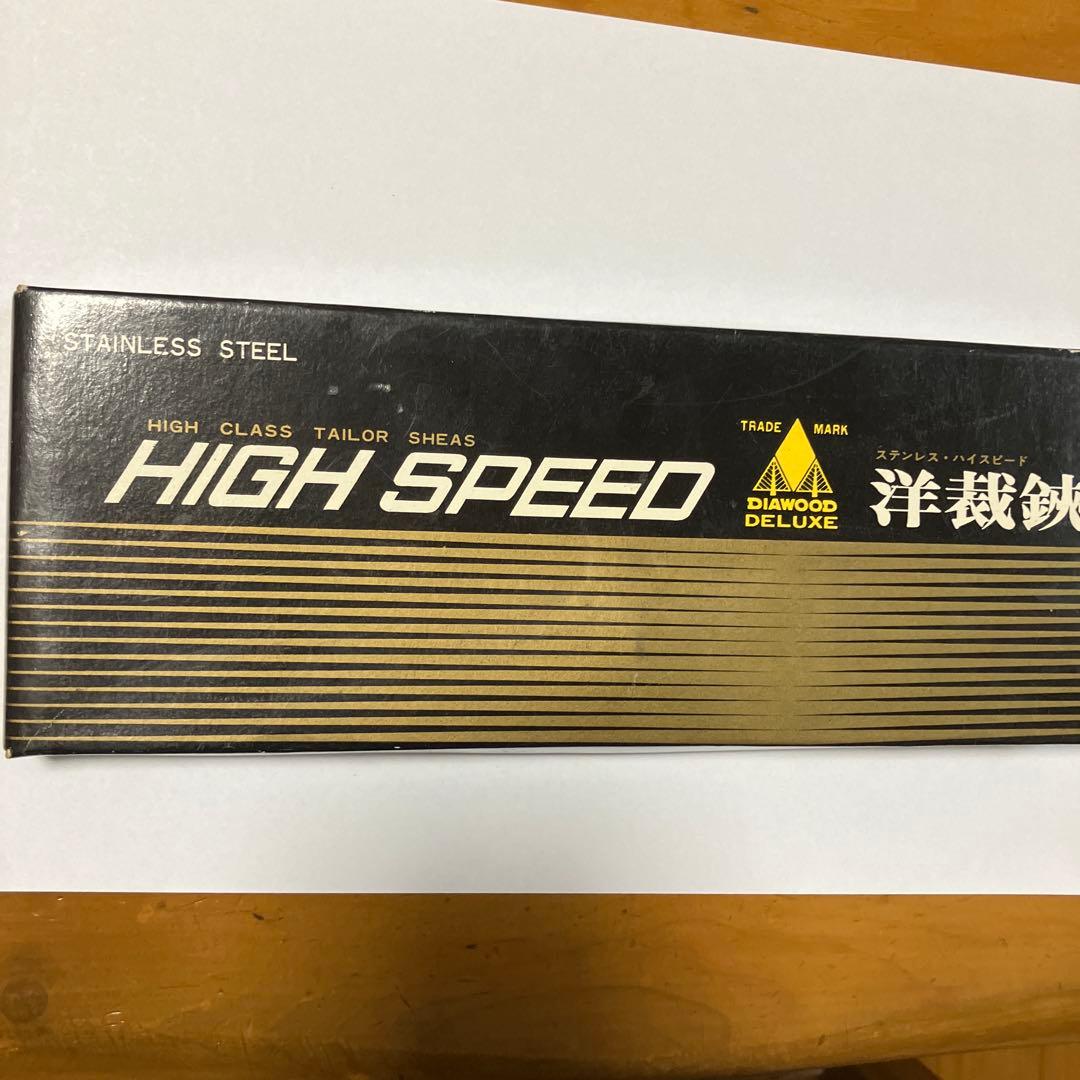 STAINLESS STEEL
HIGH CLASS TAILOR SHEAS
HIGH SPEED
TRADE MARK
DIAWOOD
DELUXE
ステンレス・ハイスピード
洋裁鋏